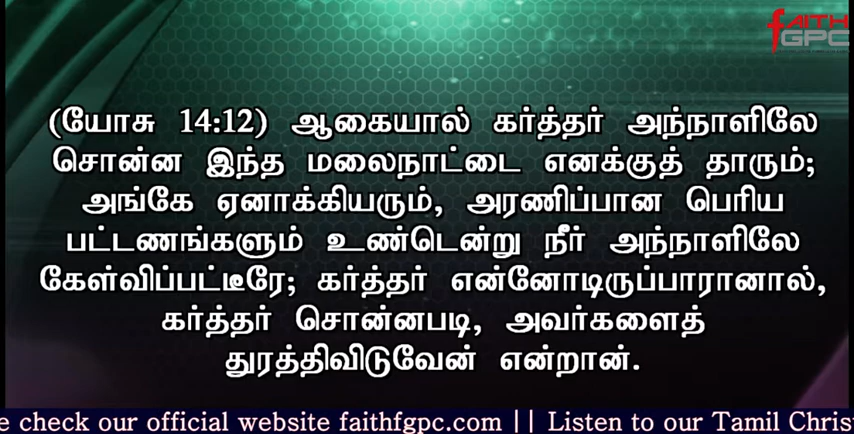 fAITH
GPC
(யோசு 14:12) ஆகையால் கர்த்தர் அந்நாளிலே
சொன்ன இந்த மலைநாட்டை எனக்குத் தாரும்;
அங்கே ஏனாக்கியரும், அரணிப்பான பெரிய
பட்டணங்களும் உண்டென்று நீர் அந்நாளிலே
கேள்விப்பட்டீரே; கர்த்தர் என்னோடிருப்பாரானால்,
கர்த்தர் சொன்னபடி, அவர்களைத்
துரத்திவிடுவேன் என்றான்.
e check our official website faithfgpc.com || Listen to our Tamil Christ